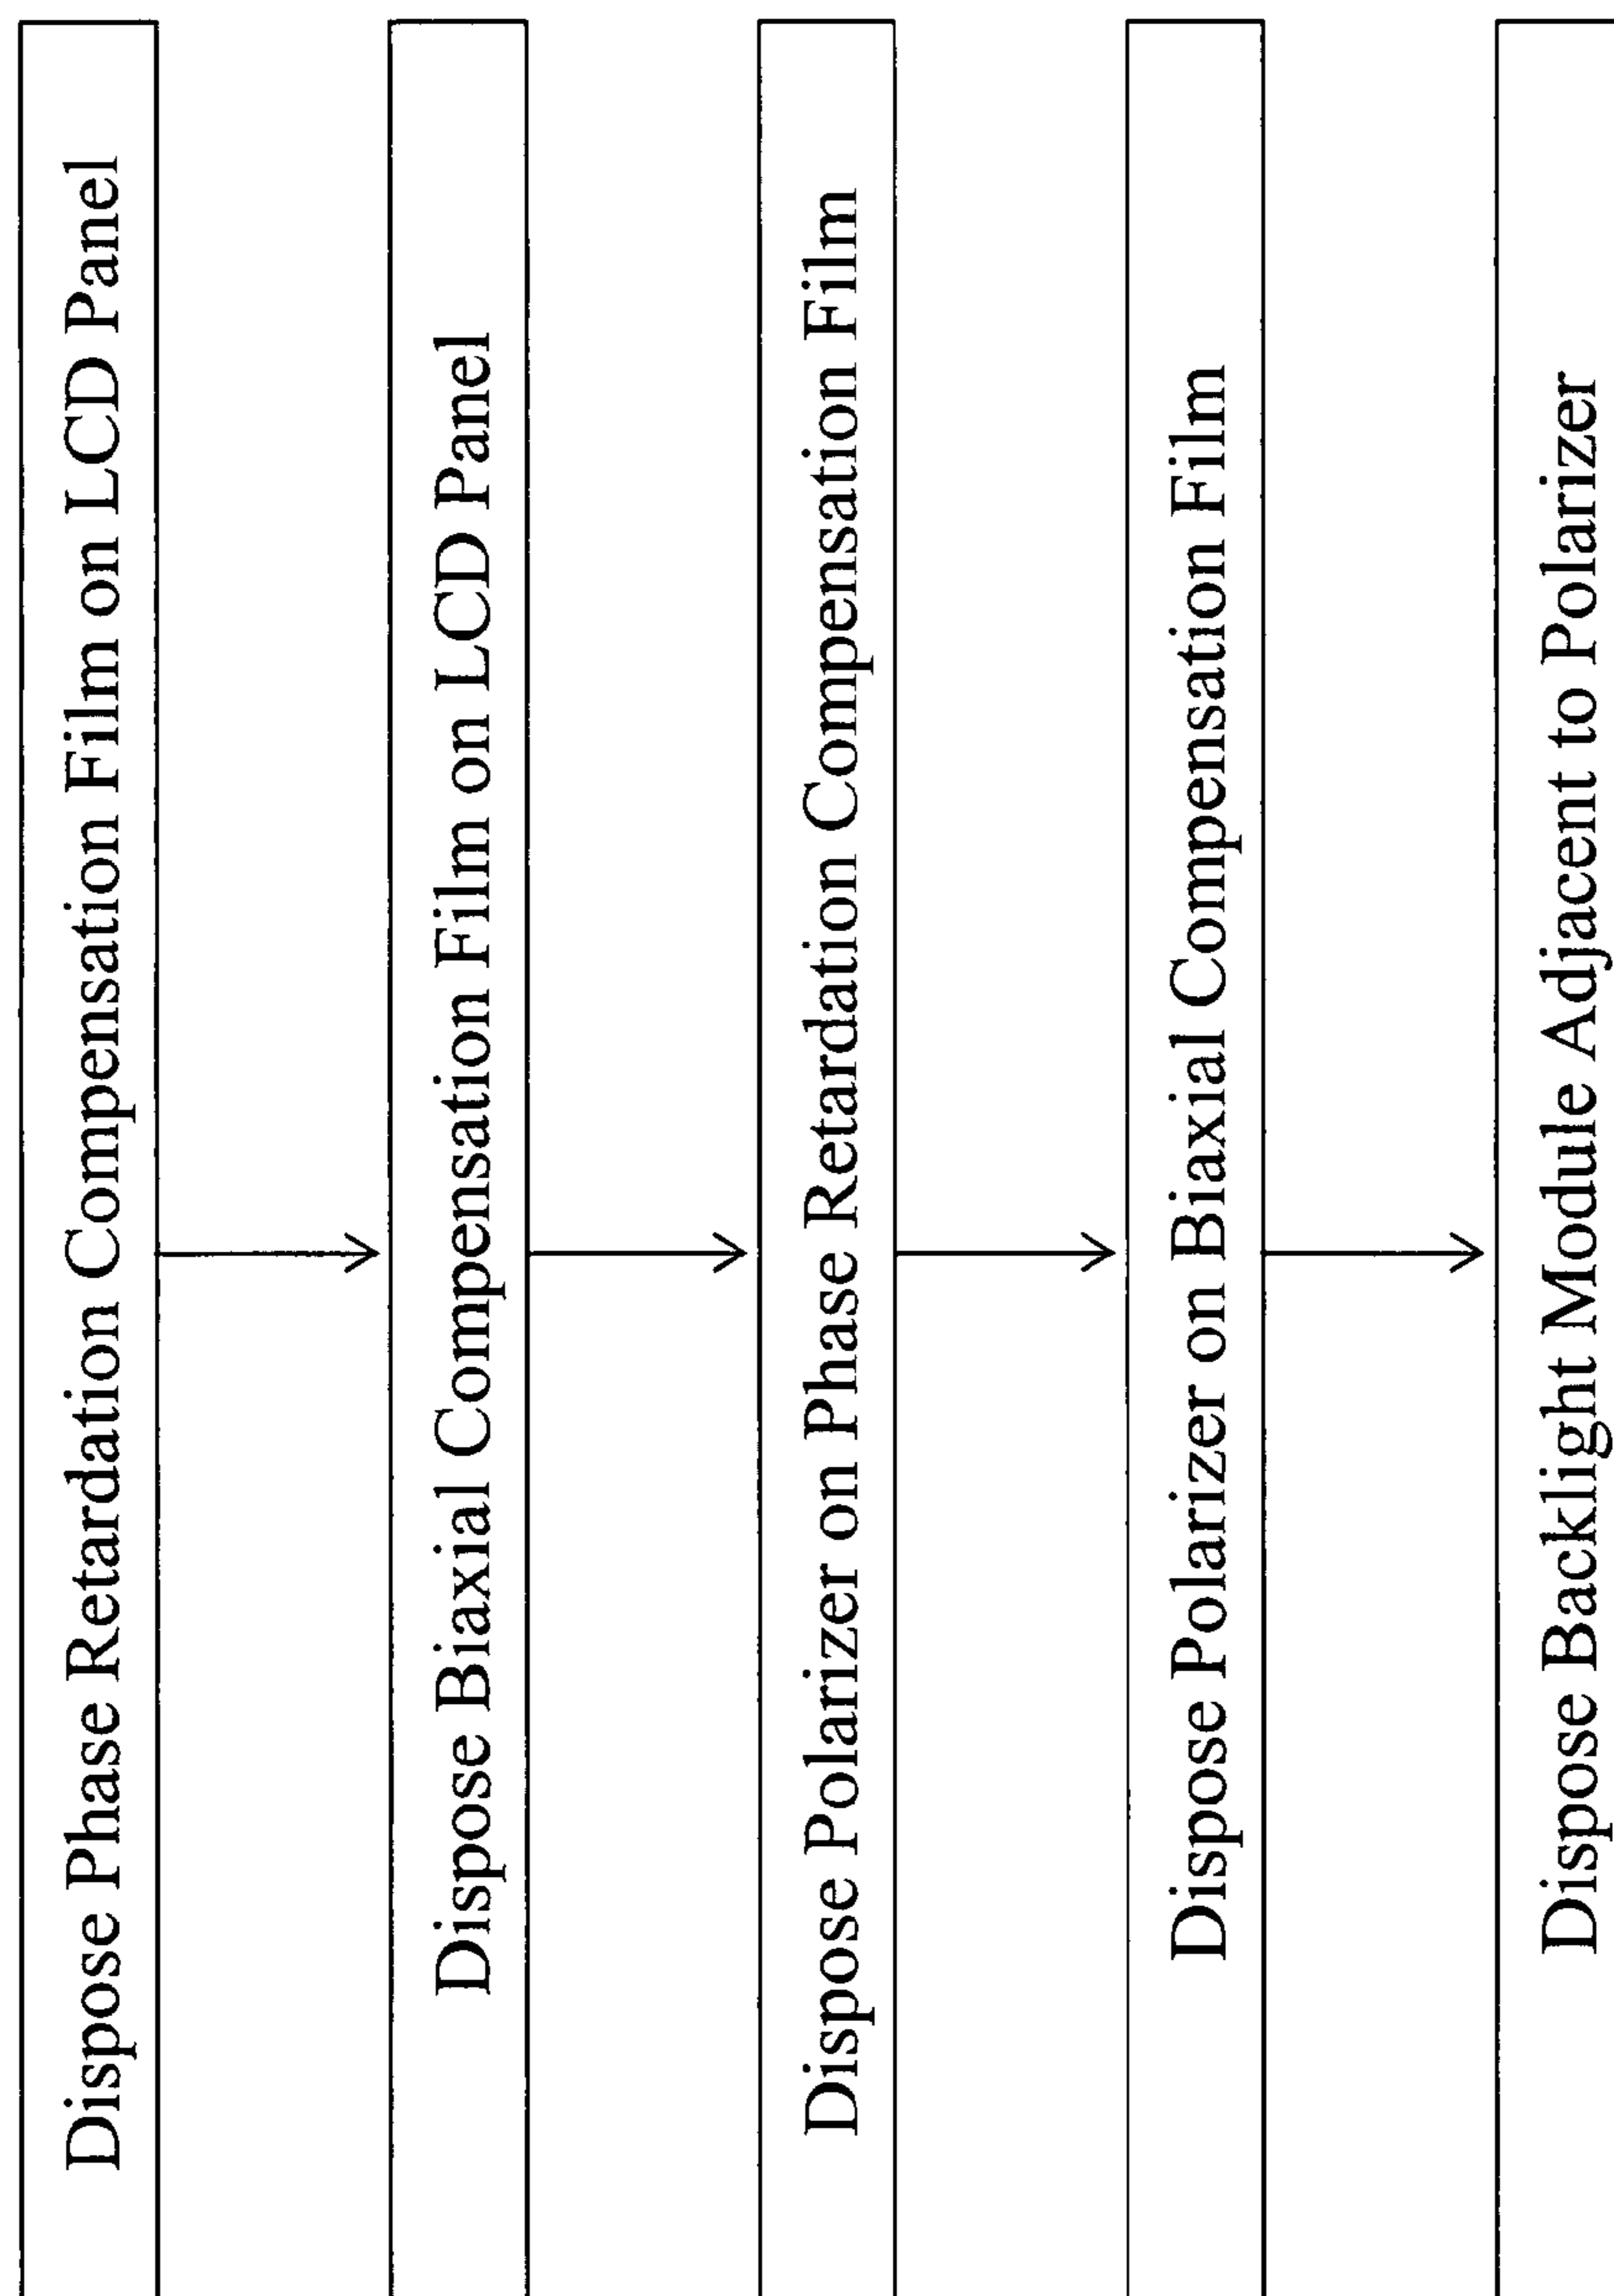 Dispose Phase Retardation Compensation Film on LCD Panel
Dispose Biaxial Compensation Film on LCD Panel
Dispose Polarizer on Phase Retardation Compensation Film
Dispose Polarizer on Biaxial Compensation Film
Dispose Backlight Module Adjacent to Polarizer